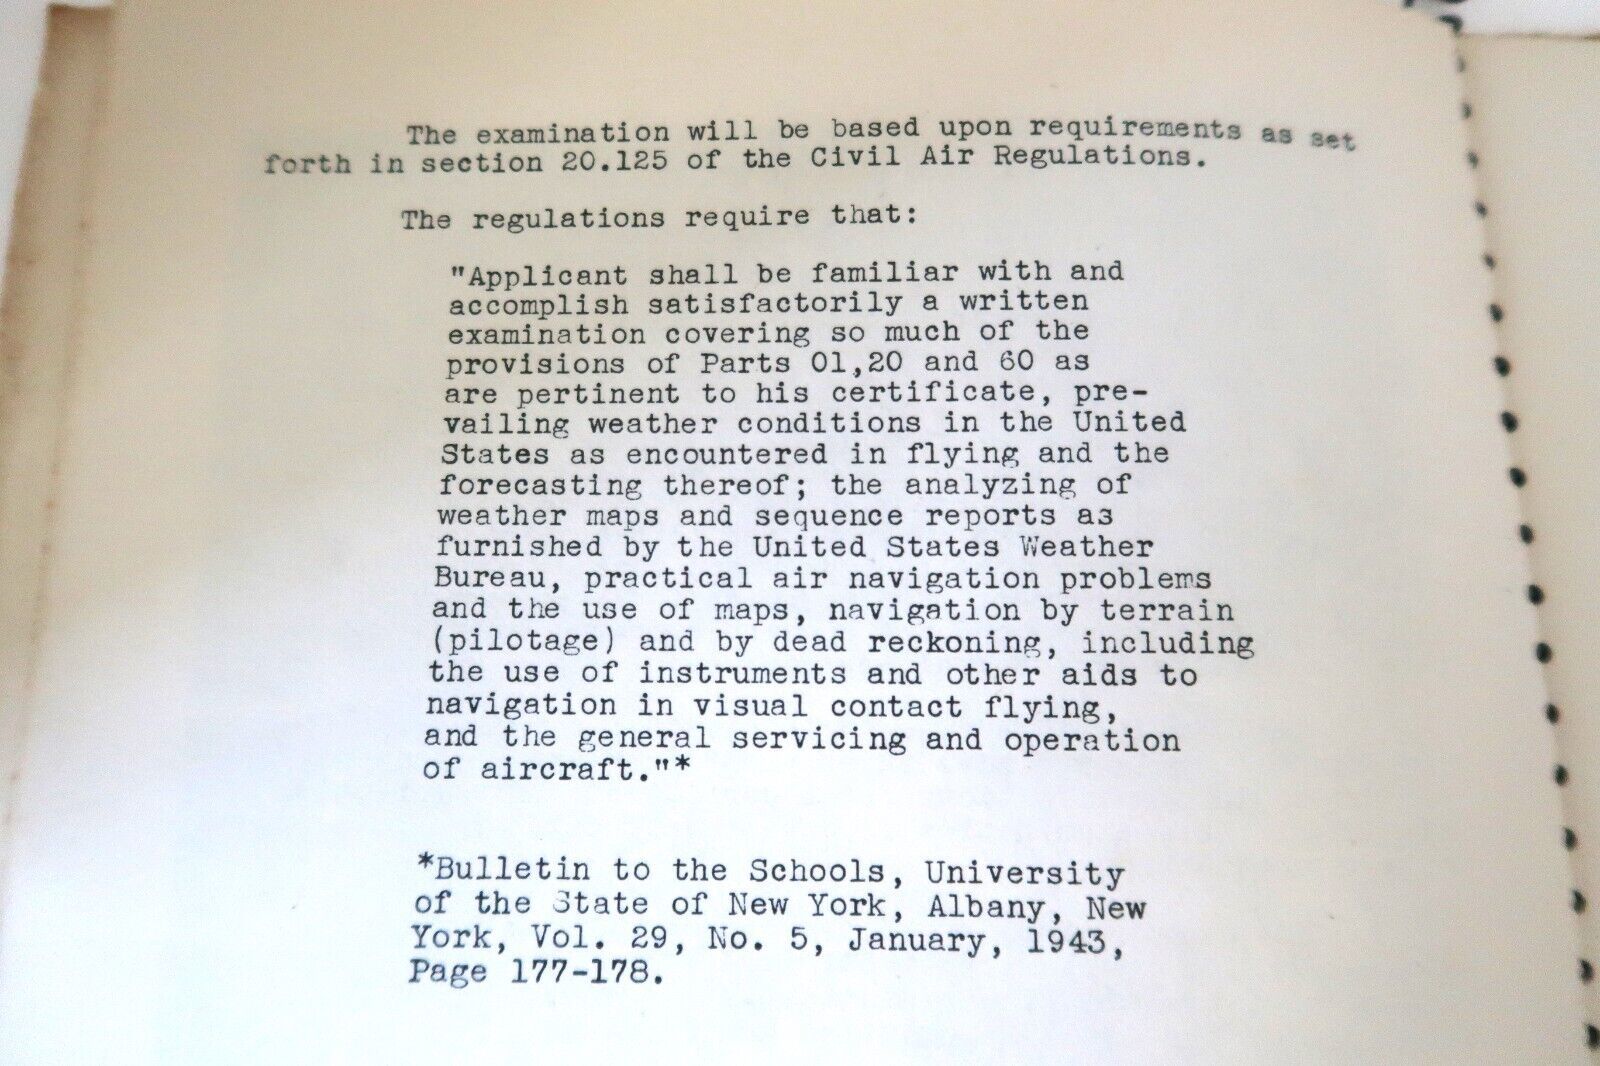 The examination will be based upon requirements as set
forth in section 20.125 of the Civil Air Regulations.
The regulations require that:
"Applicant shall be familiar with and
accomplish satisfactorily a written
examination covering so much of the
provisions of Parts 01,20 and 60 as
are pertinent to his certificate, pre-
vailing weather conditions in the United
States as encountered in flying and the
forecasting thereof; the analyzing of
weather maps and sequence reports as
furnished by the United States Weather
Bureau, practical air navigation problems
and the use of maps, navigation by terrain
(pilotage) and by dead reckoning, including
the use of instruments and other aids to
navigation in visual contact flying,
and the general servicing and operation
of aircraft."*
*Bulletin to the Schools, University
of the State of New York, Albany, New
York, Vol. 29, No. 5, January, 1943,
Page 177-178.